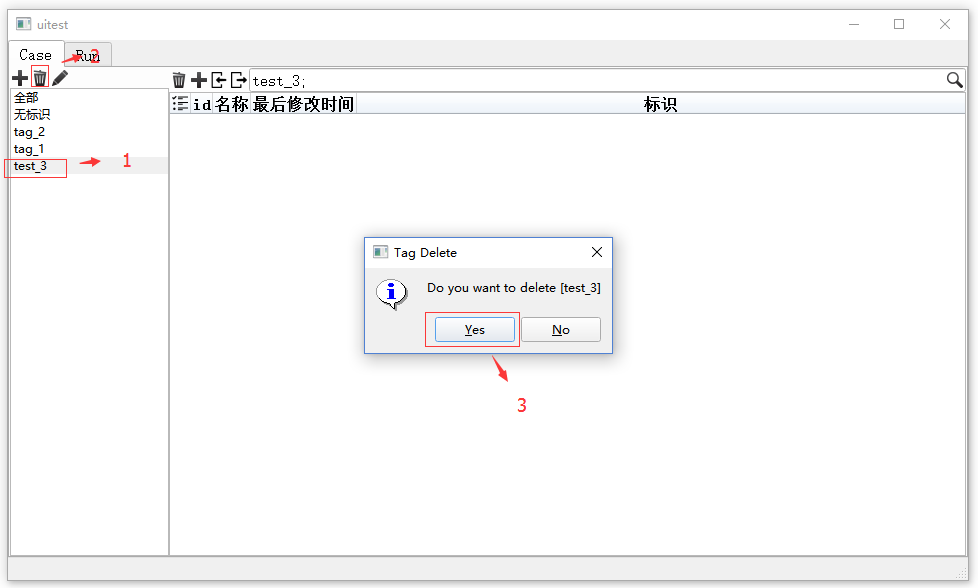 uitest
Case
Run
2
test_3;
全部
无标识
tag_2
tag_1
test_3
1
id 名称 最后修改时间 标识
Tag Delete
Do you want to delete [test_3]
Yes
No
3